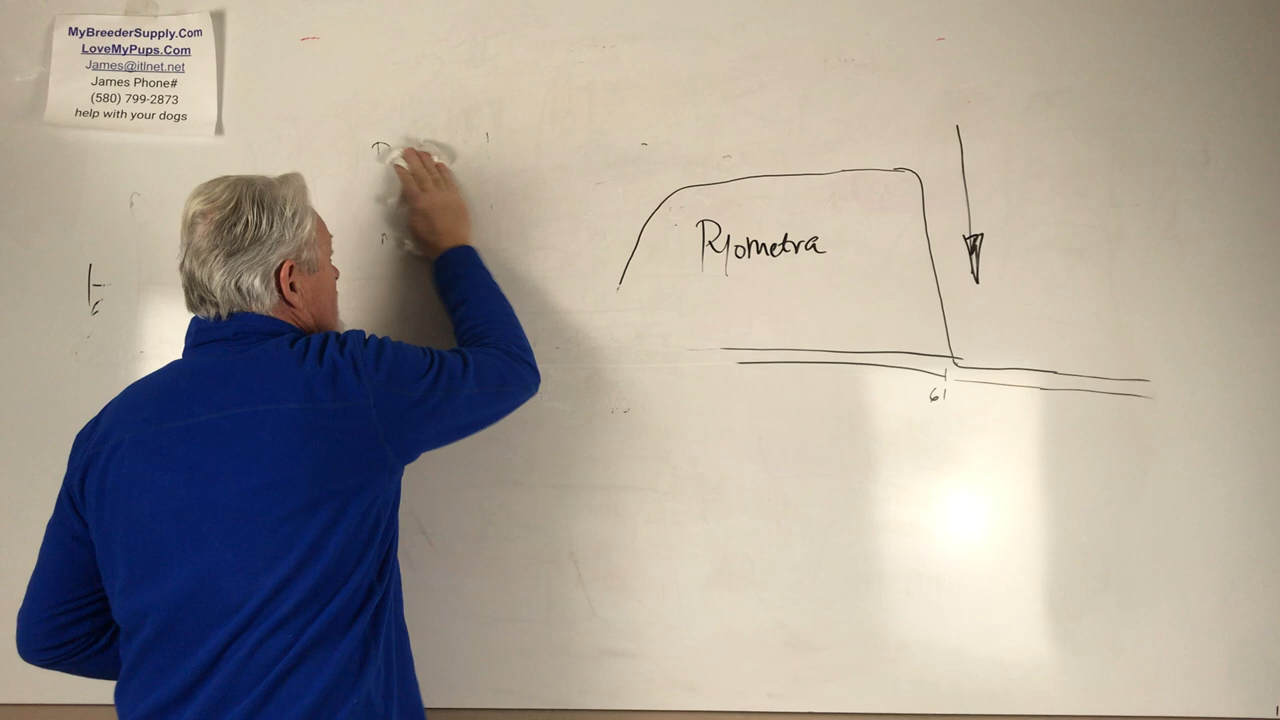 MyBreederSupply.Com
LoveMyPups.Com
James@itlnet.net
James Phone#
(580) 799-2873
help with your dogs
Pyometra
61